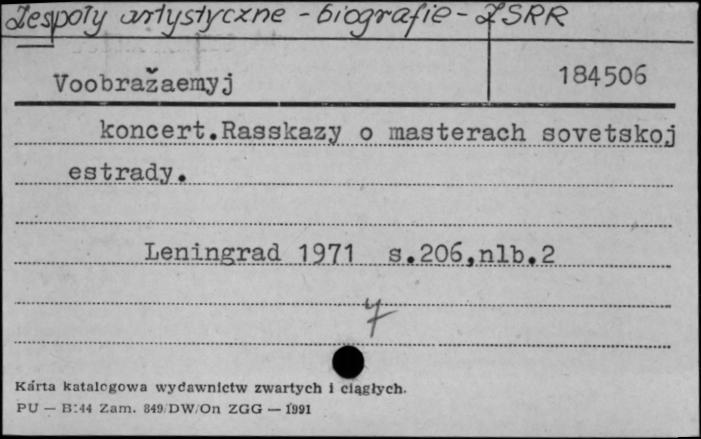 Zespoły artystyczne - biografie - ZSRR
Voobražaemyj 184506
koncert.Rasskazy o masterach sovetskoj
estrady.
Leningrad 1971 s.206,nlb.2
Karta katalogowa wydawnictw zwartych i ciągłych.
PU — B:44 Zam. 849/DW/On ZGG — 1991